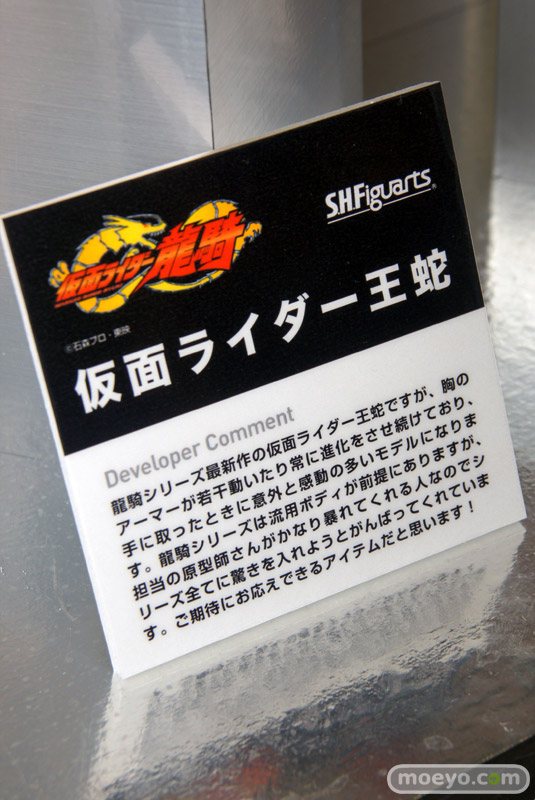 S.H.Figuarts®
仮面ライダー龍騎
©石森プロ・東映
仮面ライダー王蛇
Developer Comment
龍騎シリーズ最新作の仮面ライダー王蛇ですが、胸の
アーマーが若干動いたり常に進化をさせ続けており、
手に取ったときに意外と感動の多いモデルになりま
す。龍騎シリーズは流用ボディが前提にありますが、
担当の原型師さんがかなり暴れてくれる人なのでシ
リーズ全てに驚きを入れようとがんばってくれていま
す。ご期待にお応えできるアイテムだと思います!
moeyo.com